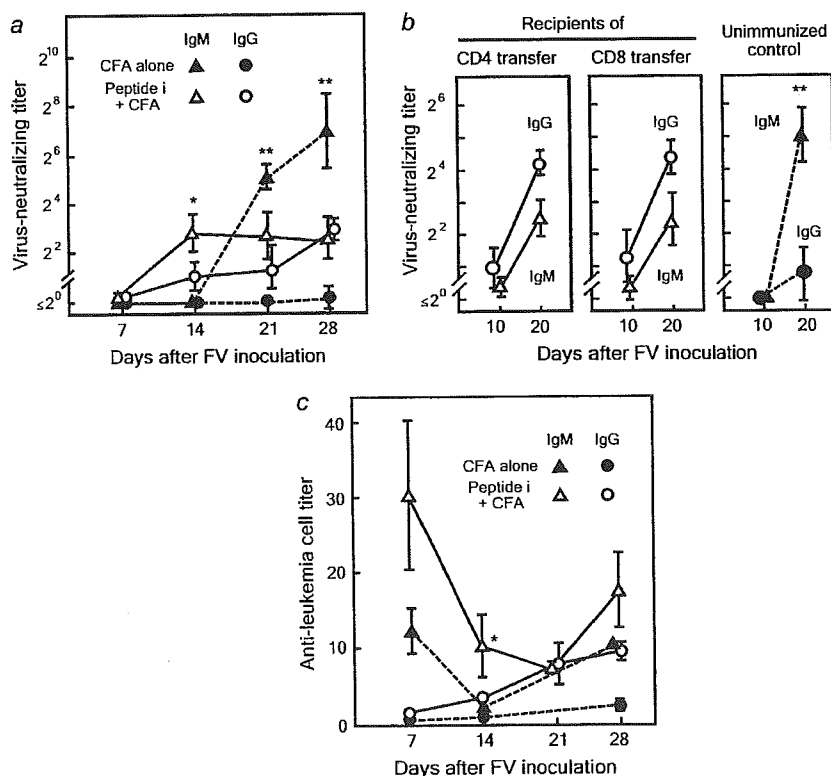 a
IgM IgG
CFA alone
Peptide i
+ CFA
Virus-neutralizing titer
2^10
2^8
2^6
2^4
2^2
≤2^0
*
**
**
7 14 21 28
Days after FV inoculation
b
Recipients of
CD4 transfer CD8 transfer
Unimmunized
control
Virus-neutralizing titer
2^6
2^4
2^2
≤2^0
IgG
IgM
IgG
IgM
**
IgM
IgG
10 20 10 20 10 20
Days after FV inoculation
c
IgM IgG
CFA alone
Peptide i
+ CFA
Anti-leukemia cell titer
40
30
20
10
0
*
7 14 21 28
Days after FV inoculation